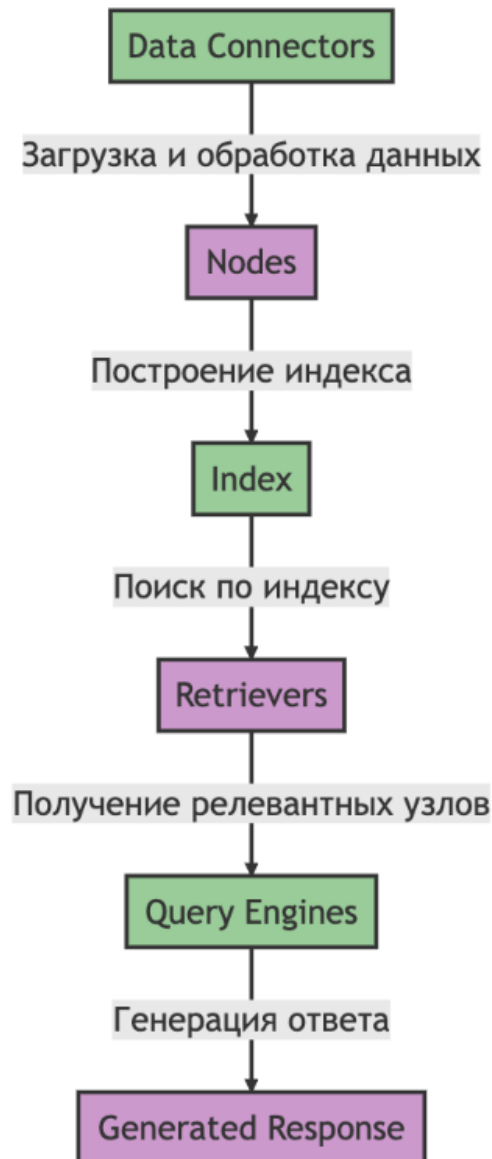 Data Connectors
Загрузка и обработка данных
Nodes
Построение индекса
Index
Поиск по индексу
Retrievers
Получение релевантных узлов
Query Engines
Генерация ответа
Generated Response